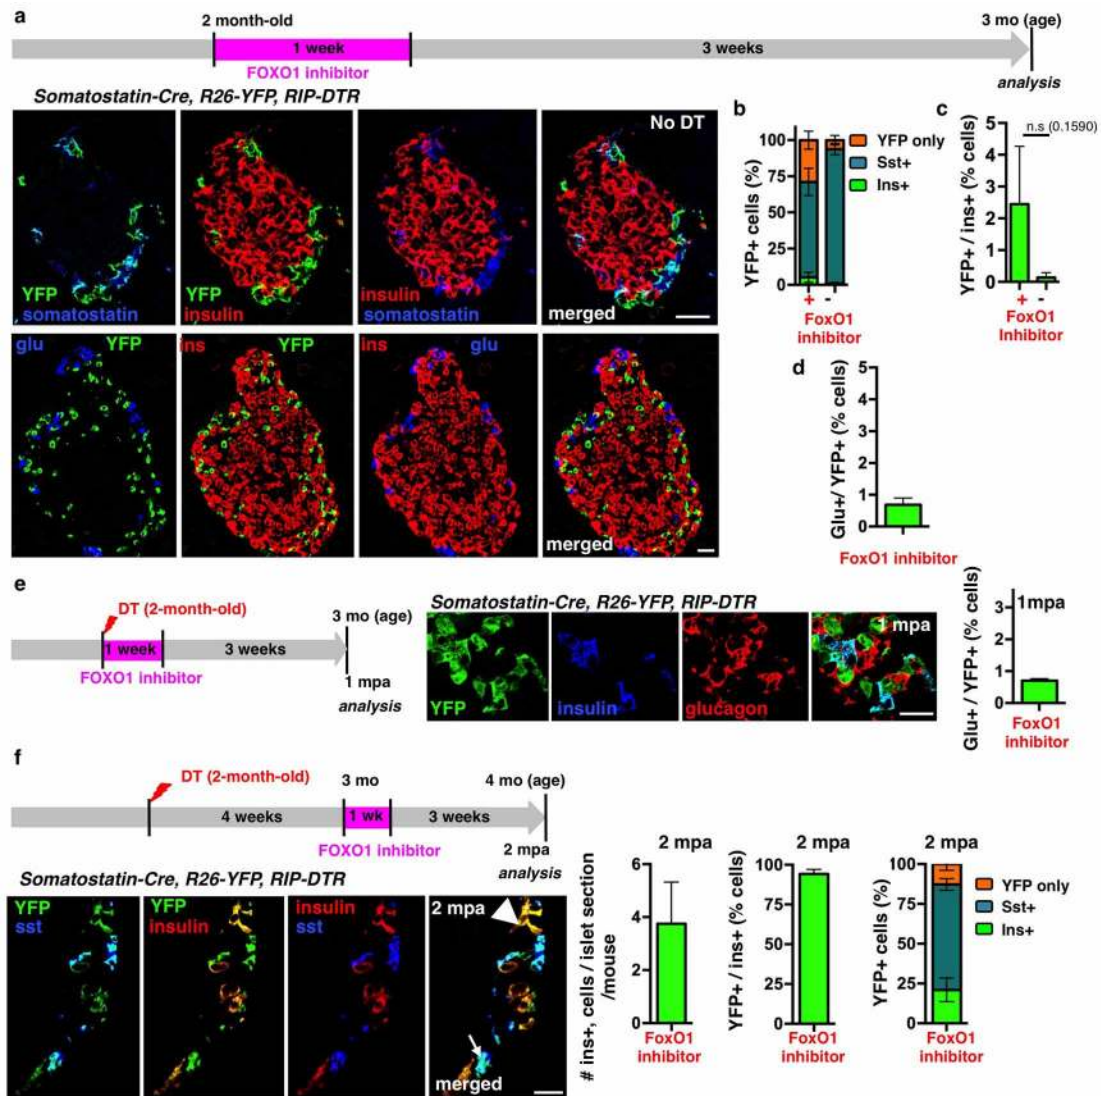 a
2 month-old
3 mo (age)
1 week
3 weeks
FOXO1 inhibitor
analysis
Somatostatin-Cre, R26-YFP, RIP-DTR
No DT
YFP
somatostatin
YFP
insulin
insulin
somatostatin
merged
glu
YFP
ins
YFP
ins
glu
merged
b
YFP+ cells (%)
100
75
50
25
0
YFP only
Sst+
Ins+
+ -
FoxO1
inhibitor
c
YFP+ / ins+ (% cells)
n.s (0.1590)
5
4
3
2
1
0
+ -
FoxO1
Inhibitor
d
Glu+/ YFP+ (% cells)
5
4
3
2
1
0
FoxO1 inhibitor
e
DT (2-month-old)
3 mo (age)
1 week
3 weeks
FOXO1 inhibitor
1 mpa
analysis
Somatostatin-Cre, R26-YFP, RIP-DTR
YFP
insulin
glucagon
1 mpa
Glu+ / YFP+ (% cells)
1mpa
3
2
1
0
FoxO1
inhibitor
f
DT (2-month-old)
3 mo
4 mo (age)
4 weeks
1 wk
3 weeks
FOXO1 inhibitor
2 mpa
analysis
Somatostatin-Cre, R26-YFP, RIP-DTR
YFP
sst
YFP
insulin
insulin
sst
2 mpa
merged
# ins+, cells / islet section
/mouse
2 mpa
6
4
2
0
FoxO1
inhibitor
YFP+ / ins+ (% cells)
2 mpa
100
75
50
25
0
FoxO1
inhibitor
YFP+ cells (%)
2 mpa
100
75
50
25
0
YFP only
Sst+
Ins+
FoxO1
inhibitor